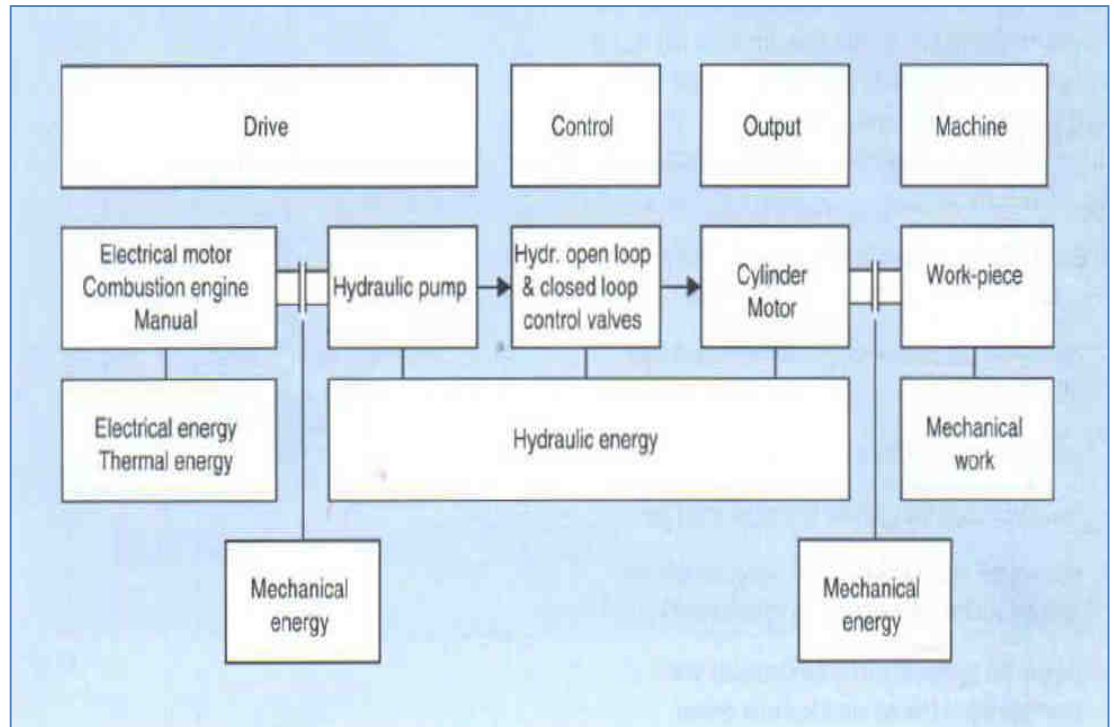 Drive
Control
Output
Machine
Electrical motor
Combustion engine
Manual
Hydraulic pump
Hydr. open loop
& closed loop
control valves
Cylinder
Motor
Work-piece
Electrical energy
Thermal energy
Hydraulic energy
Mechanical
work
Mechanical
energy
Mechanical
energy